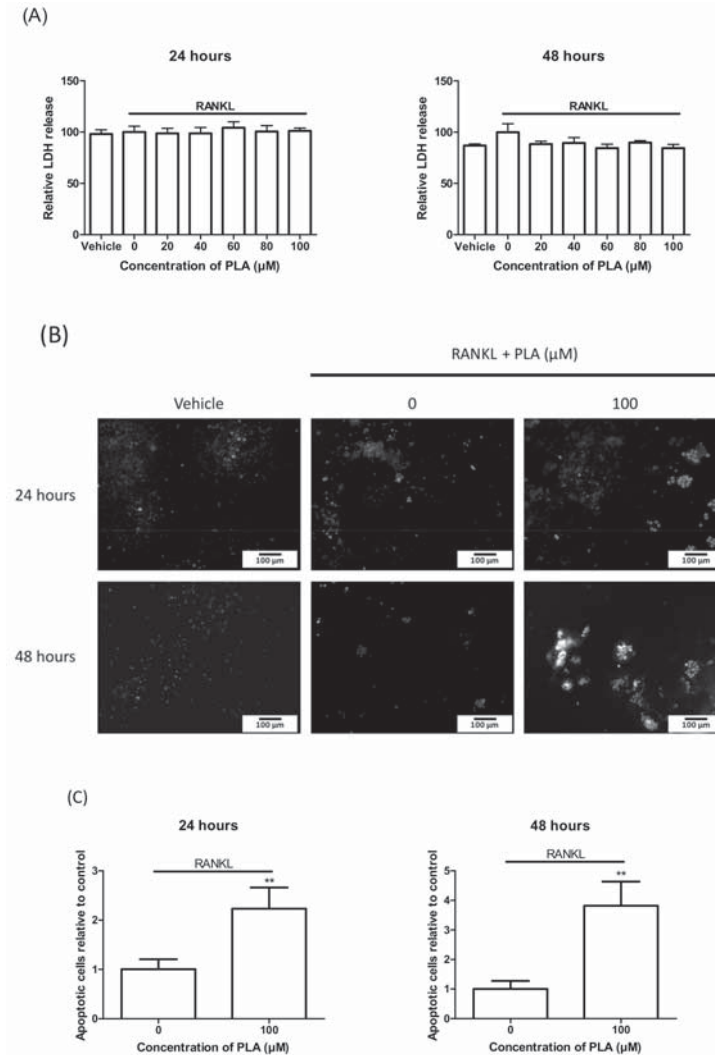 (A)
24 hours
48 hours
RANKL
RANKL
150
100
50
0
150
100
50
0
Relative LDH release
Relative LDH release
Vehicle 0 20 40 60 80 100
Vehicle 0 20 40 60 80 100
Concentration of PLA (µM)
Concentration of PLA (µM)
(B)
RANKL + PLA (µM)
Vehicle
0
100
24 hours
100 µm
100 µm
100 µm
48 hours
100 µm
100 µm
100 µm
(C)
24 hours
48 hours
RANKL
RANKL
**
**
3
2
1
0
5
4
3
2
1
0
Apoptotic cells relative to control
Apoptotic cells relative to control
0 100
0 100
Concentration of PLA (µM)
Concentration of PLA (µM)